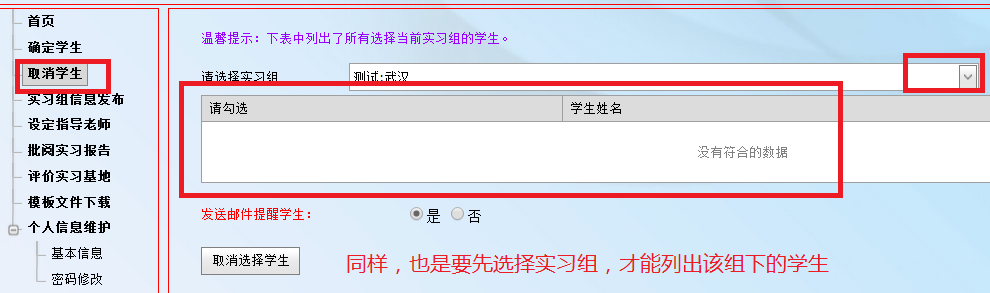 首页
确定学生
取消学生
实习组信息发布
设定指导老师
批阅实习报告
评价实习基地
模板文件下载
个人信息维护
基本信息
密码修改
温馨提示：下表中列出了所有选择当前实习组的学生。
请选择实习组 测试:武汉
请勾选 学生姓名
没有符合的数据
发送邮件提醒学生： 是 否
取消选择学生 同样，也是要先选择实习组，才能列出该组下的学生